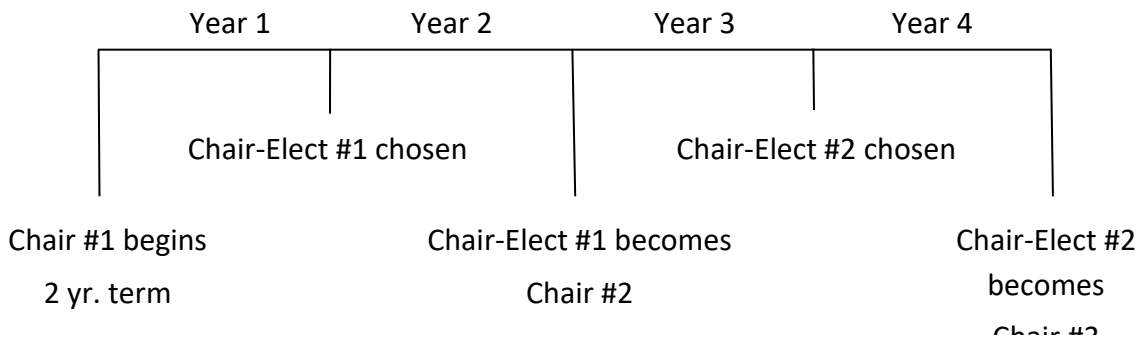 Year 1 Year 2 Year 3 Year 4
Chair-Elect #1 chosen Chair-Elect #2 chosen
Chair #1 begins Chair-Elect #1 becomes Chair-Elect #2
2 yr. term Chair #2 becomes
Chair